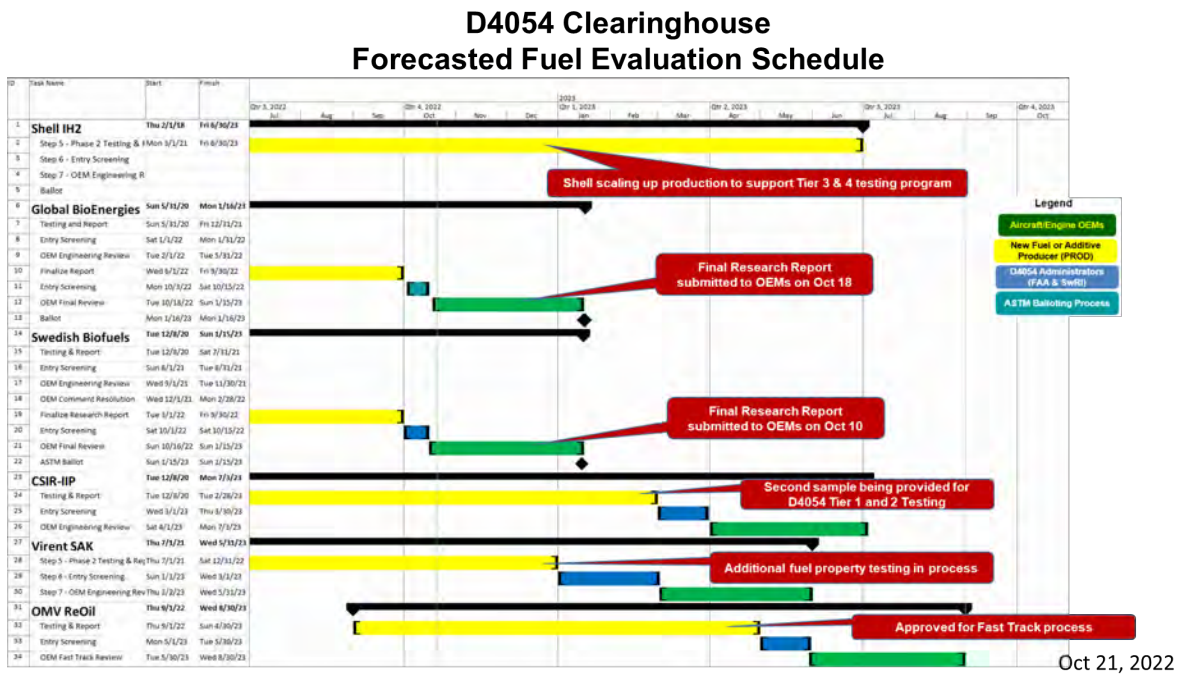 D4054 Clearinghouse
Forecasted Fuel Evaluation Schedule
ID Task Name Start Finish
2023
Qtr 3, 2022 Qtr 4, 2022 Qtr 1, 2023 Qtr 2, 2023 Qtr 3, 2023 Qtr 4, 2023
Jul Aug Sep Oct Nov Dec Jan Feb Mar Apr May Jun Jul Aug Sep Oct
1 Shell IH2 Thu 2/1/18 Fri 6/30/23
2 Step 5 - Phase 2 Testing & Mon 3/1/21 Fri 6/30/23
3 Step 6 - Entry Screening
4 Step 7 - OEM Engineering R
5 Ballot
Shell scaling up production to support Tier 3 & 4 testing program
6 Global BioEnergies Sun 5/31/20 Mon 1/16/23
7 Testing and Report Sun 5/31/20 Fri 12/31/21
8 Entry Screening Sat 1/1/22 Mon 1/31/22
9 OEM Engineering Review Tue 2/1/22 Tue 5/31/22
10 Finalize Report Wed 6/1/22 Fri 9/30/22
11 Entry Screening Mon 10/3/22 Sat 10/15/22
12 OEM Final Review Tue 10/18/22 Sun 1/15/23
13 Ballot Mon 1/16/23 Mon 1/16/23
Final Research Report
submitted to OEMs on Oct 18
Legend
Aircraft/Engine OEMs
New Fuel or Additive
Producer (PROD)
D4054 Administrators
(FAA & SwRI)
ASTM Balloting Process
14 Swedish Biofuels Tue 12/8/20 Sun 1/15/23
15 Testing & Report Tue 12/8/20 Sat 7/31/21
16 Entry Screening Sun 8/1/21 Tue 8/31/21
17 OEM Engineering Review Wed 9/1/21 Tue 11/30/21
18 OEM Comment Resolution Wed 12/1/21 Mon 2/28/22
19 Finalize Research Report Tue 3/1/22 Fri 9/30/22
20 Entry Screening Sat 10/1/22 Sat 10/15/22
21 OEM Final Review Sun 10/16/22 Sun 1/15/23
22 ASTM Ballot Sun 1/15/23 Sun 1/15/23
Final Research Report
submitted to OEMs on Oct 10
23 CSIR-IIP Tue 12/8/20 Mon 7/3/23
24 Testing & Report Tue 12/8/20 Tue 2/28/23
25 Entry Screening Wed 3/1/23 Thu 3/30/23
26 OEM Engineering Review Sat 4/1/23 Mon 7/3/23
Second sample being provided for
D4054 Tier 1 and 2 Testing
27 Virent SAK Thu 7/1/21 Wed 5/31/23
28 Step 5 - Phase 2 Testing & Rep Thu 7/1/21 Sat 12/31/22
29 Step 6 - Entry Screening Sun 1/1/23 Wed 3/1/23
30 Step 7 - OEM Engineering Rev Thu 3/2/23 Wed 5/31/23
Additional fuel property testing in process
31 OMV ReOil Thu 9/1/22 Wed 8/30/23
32 Testing & Report Thu 9/1/22 Sun 4/30/23
33 Entry Screening Mon 5/1/23 Tue 5/30/23
34 OEM Fast Track Review Tue 5/30/23 Wed 8/30/23
Approved for Fast Track process
Oct 21, 2022